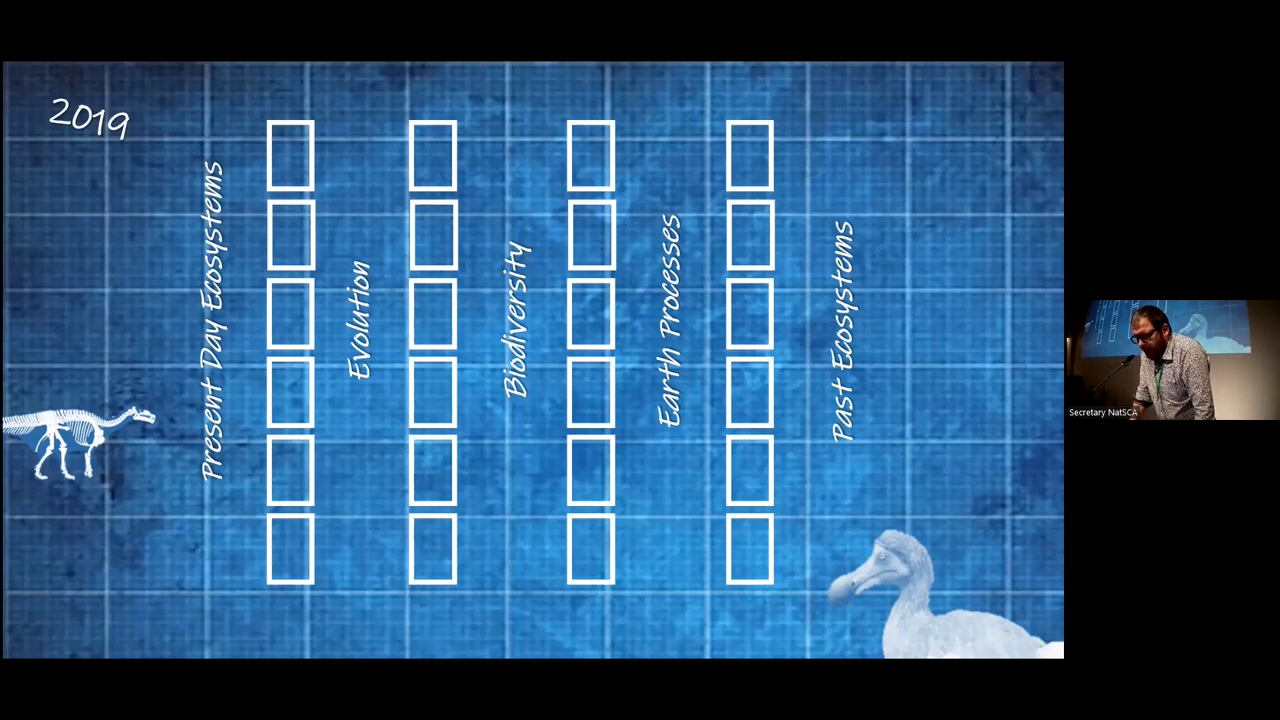 2019
Present Day Ecosystems
Evolution
Biodiversity
Earth Processes
Past Ecosystems
Secretary NatSCA